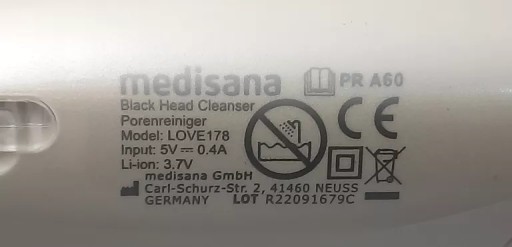 medisana PR A60
Black Head Cleanser
Porenreiniger
Model: LOVE178
Input: 5V ⎓ 0.4A
Li-ion: 3.7V
CE
medisana GmbH
Carl-Schurz-Str. 2, 41460 NEUSS
GERMANY LOT R22091679C